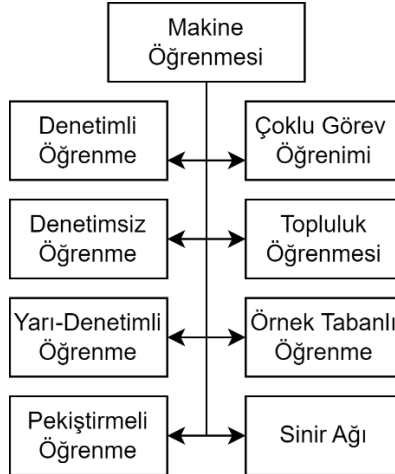 Makine
Öğrenmesi
Denetimli
Öğrenme
Çoklu Görev
Öğrenimi
Denetimsiz
Öğrenme
Topluluk
Öğrenmesi
Yarı-Denetimli
Öğrenme
Örnek Tabanlı
Öğrenme
Pekiştirmeli
Öğrenme
Sinir Ağı